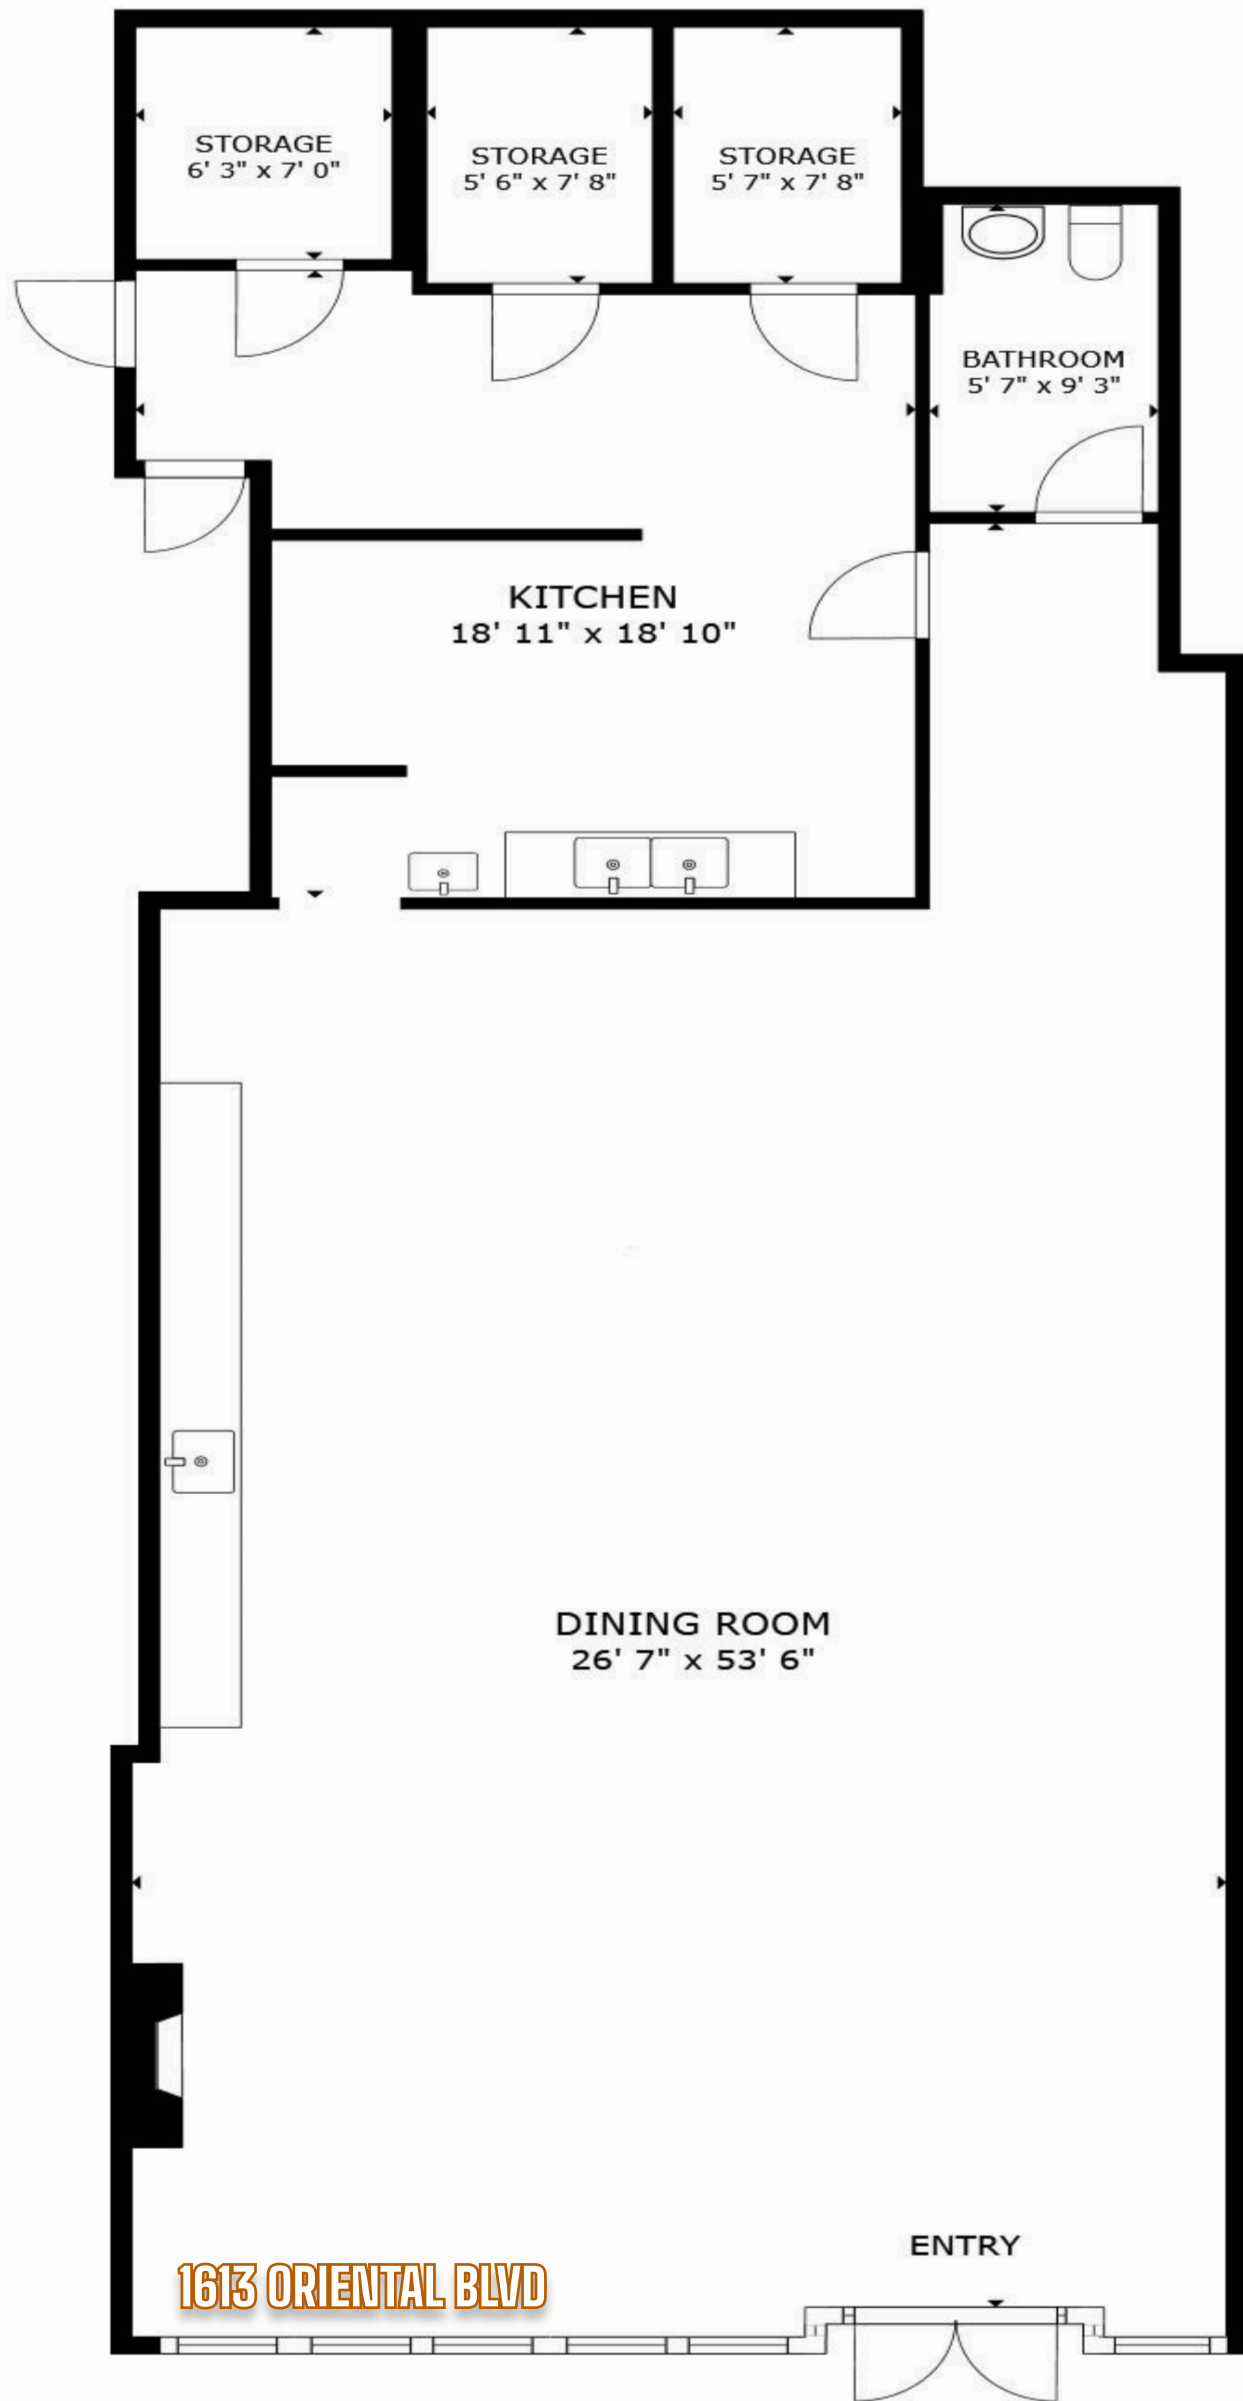 STORAGE
6' 3" x 7' 0"
STORAGE
5' 6" x 7' 8"
STORAGE
5' 7" x 7' 8"
BATHROOM
5' 7" x 9' 3"
KITCHEN
18' 11" x 18' 10"
DINING ROOM
26' 7" x 53' 6"
ENTRY
1613 ORIENTAL BLVD